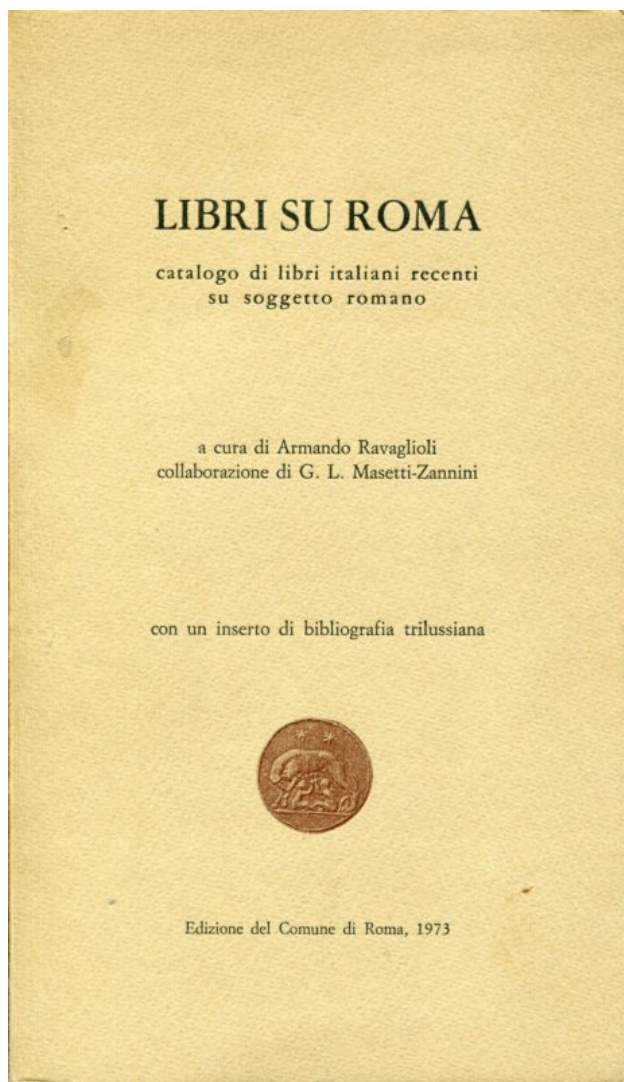 LIBRI SU ROMA
catalogo di libri italiani recenti
su soggetto romano
a cura di Armando Ravaglioli
collaborazione di G. L. Masetti-Zannini
con un inserto di bibliografia trilussiana
Edizione del Comune di Roma, 1973